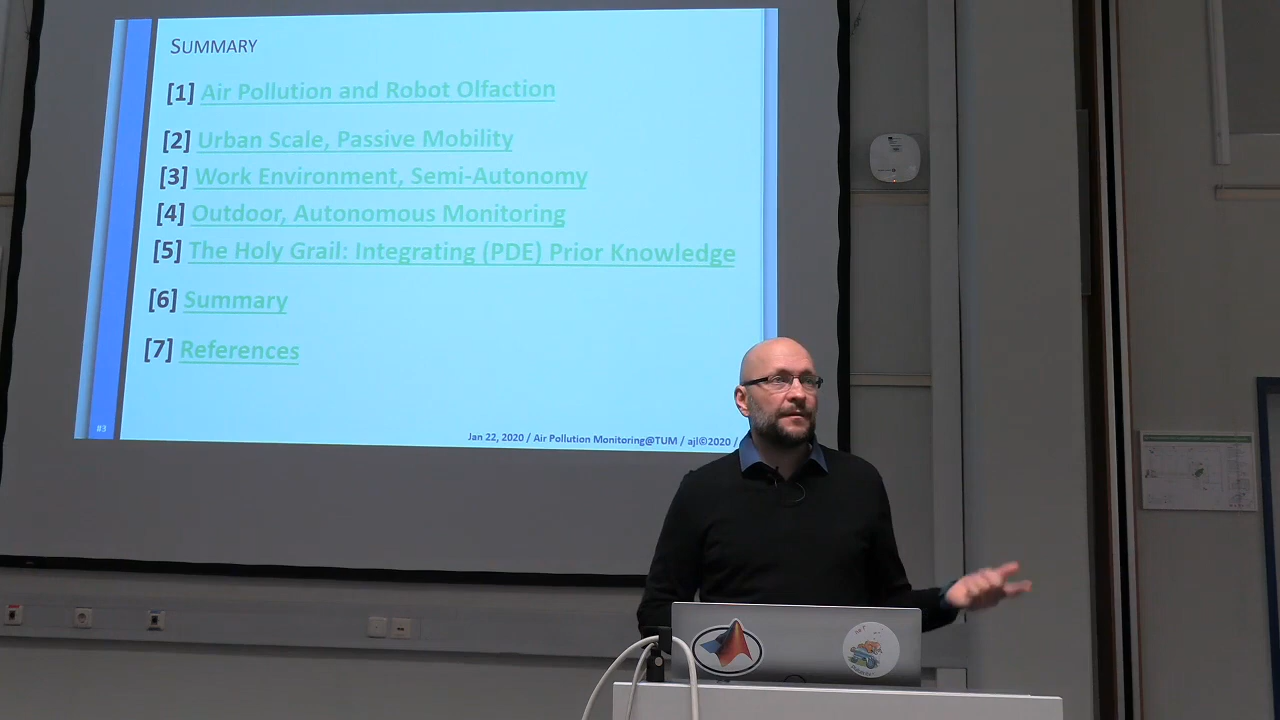 SUMMARY
[1] Air Pollution and Robot Olfaction
[2] Urban Scale, Passive Mobility
[3] Work Environment, Semi-Autonomy
[4] Outdoor, Autonomous Monitoring
[5] The Holy Grail: Integrating (PDE) Prior Knowledge
[6] Summary
[7] References
#3
Jan 22, 2020 / Air Pollution Monitoring@TUM / ajl©2020 /